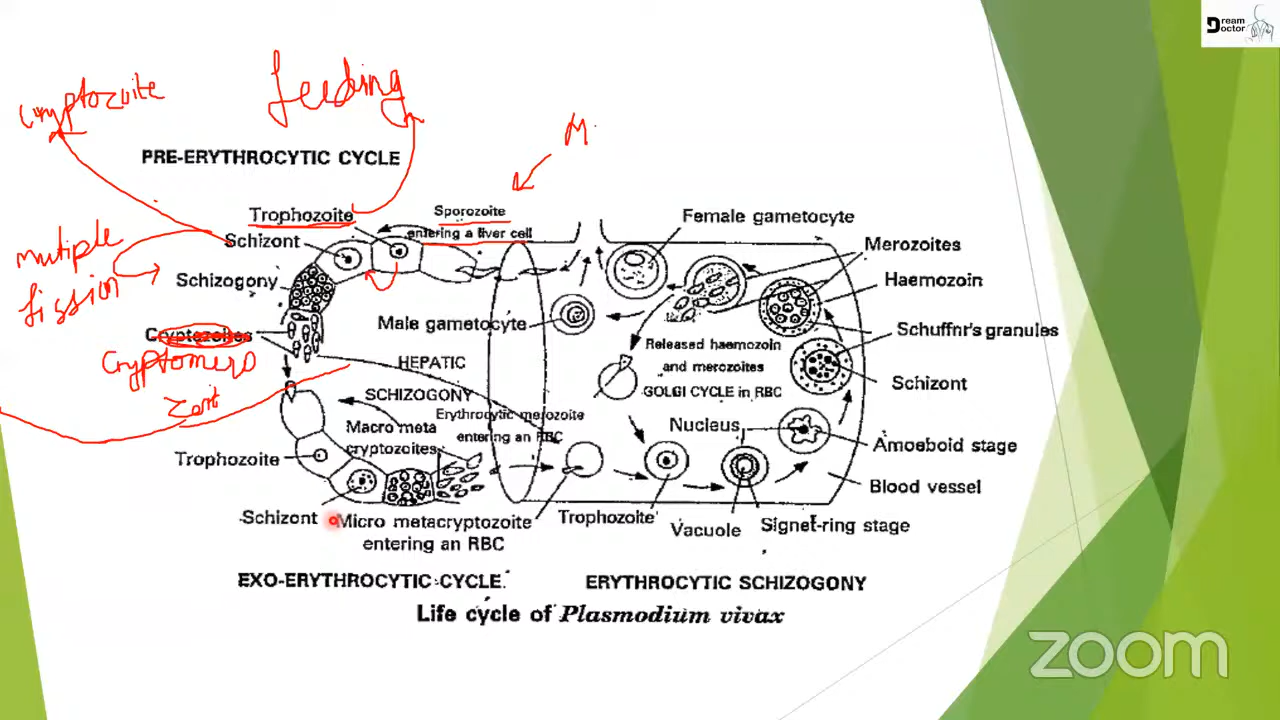 Dream
Doctor
cryptozoite
feeding
M
PRE-ERYTHROCYTIC CYCLE
Trophozoite
Sporozoite
entering a liver cell
Female gametocyte
Schizont
Merozoites
multiple
fission
Schizogony
Haemozoin
Male gametocyte
Schuffnr's granules
Cryptozoites
Released haemozoin
and merozoites
GOLGI CYCLE in RBC
Cryptomero
HEPATIC
SCHIZOGONY
Schizont
Erythrocytic merozoite
entering an RBC
Macro meta
cryptozoites
Nucleus
Amoeboid stage
Trophozoite
Blood vessel
Schizont
Micro metacryptozoite
entering an RBC
Trophozoite
Vacuole
Signet-ring stage
EXO-ERYTHROCYTIC CYCLE.
ERYTHROCYTIC SCHIZOGONY
Life cycle of Plasmodium vivax
zoom